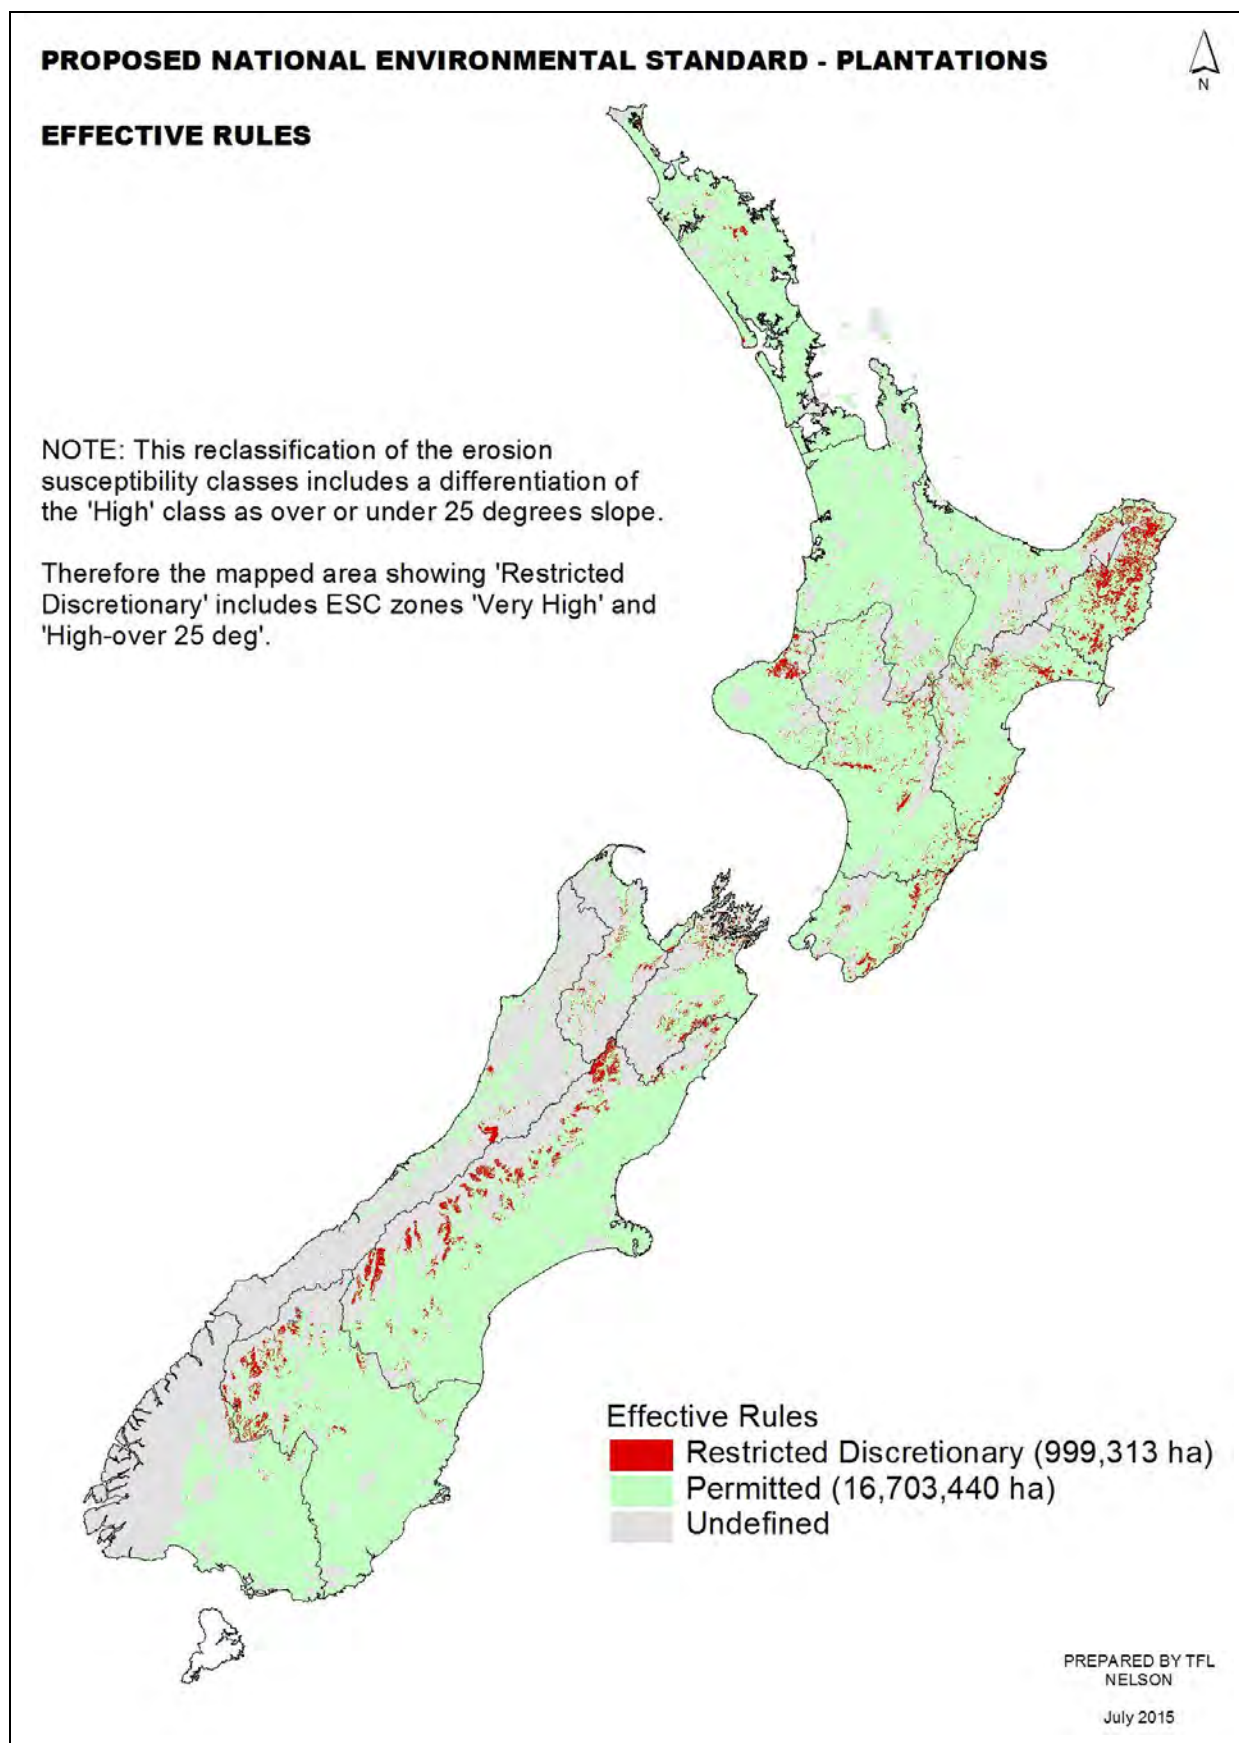 PROPOSED NATIONAL ENVIRONMENTAL STANDARD - PLANTATIONS
N
EFFECTIVE RULES
NOTE: This reclassification of the erosion
susceptibility classes includes a differentiation of
the 'High' class as over or under 25 degrees slope.
Therefore the mapped area showing 'Restricted
Discretionary' includes ESC zones 'Very High' and
'High-over 25 deg'.
Effective Rules
Restricted Discretionary (999,313 ha)
Permitted (16,703,440 ha)
Undefined
PREPARED BY TFL
NELSON
July 2015